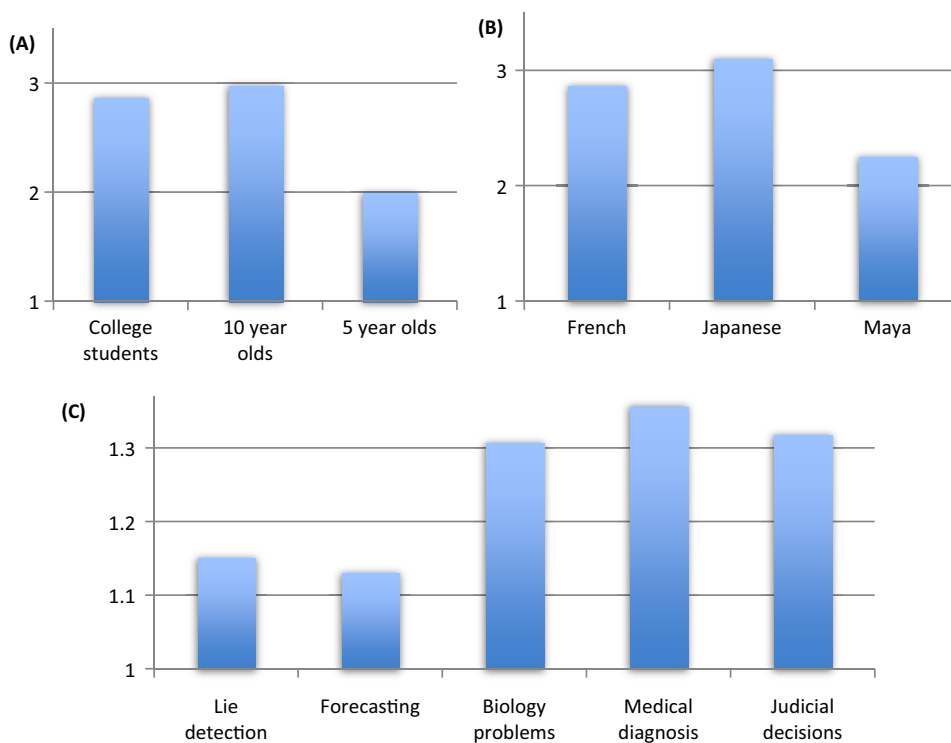 (A)
3
2
1
College
students
10 year
olds
5 year olds
(B)
3
2
1
French
Japanese
Maya
(C)
1.3
1.2
1.1
1
Lie
detection
Forecasting
Biology
problems
Medical
diagnosis
Judicial
decisions